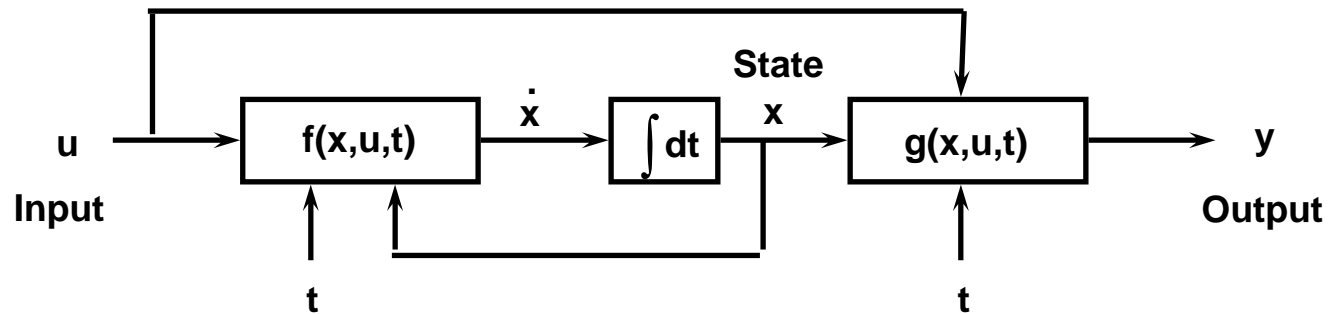 State
u
f(x,u,t)
ẋ
∫ dt
x
g(x,u,t)
y
Input
Output
t
t